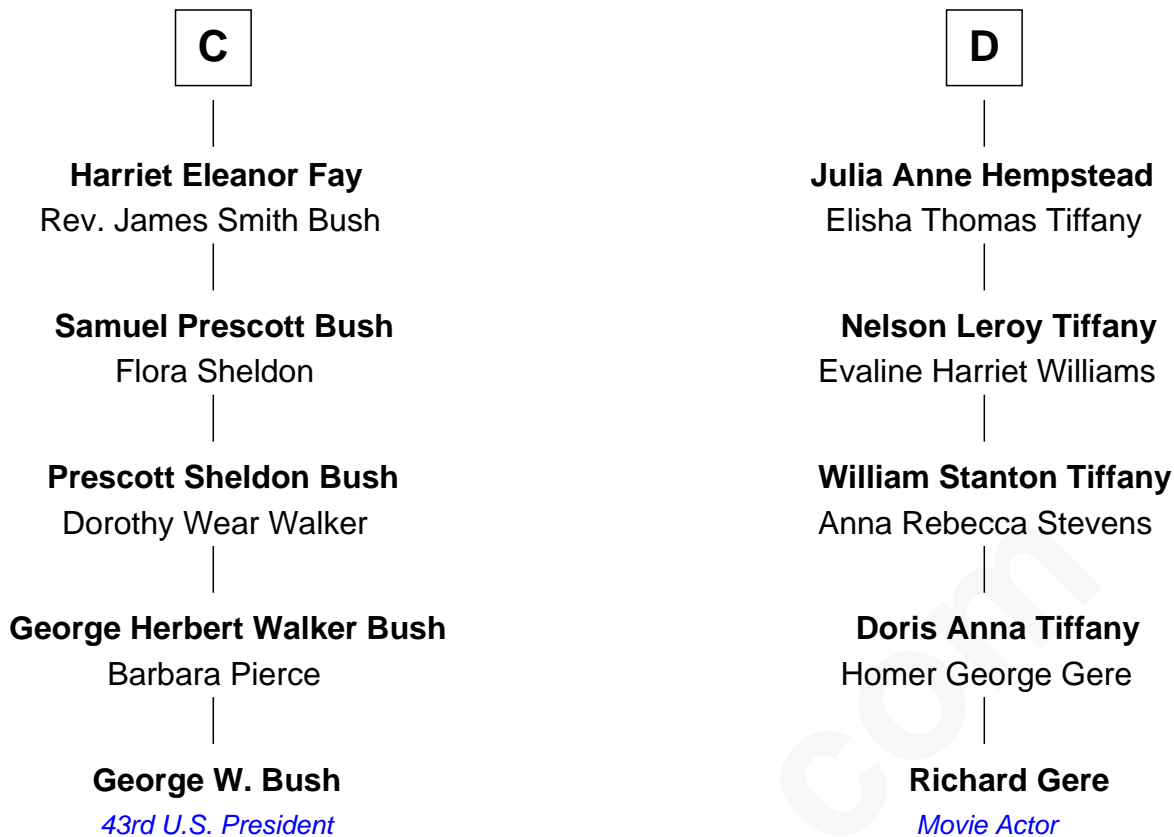 C
Harriet Eleanor Fay
Rev. James Smith Bush
Samuel Prescott Bush
Flora Sheldon
Prescott Sheldon Bush
Dorothy Wear Walker
George Herbert Walker Bush
Barbara Pierce
George W. Bush
43rd U.S. President
D
Julia Anne Hempstead
Elisha Thomas Tiffany
Nelson Leroy Tiffany
Evaline Harriet Williams
William Stanton Tiffany
Anna Rebecca Stevens
Doris Anna Tiffany
Homer George Gere
Richard Gere
Movie Actor
com